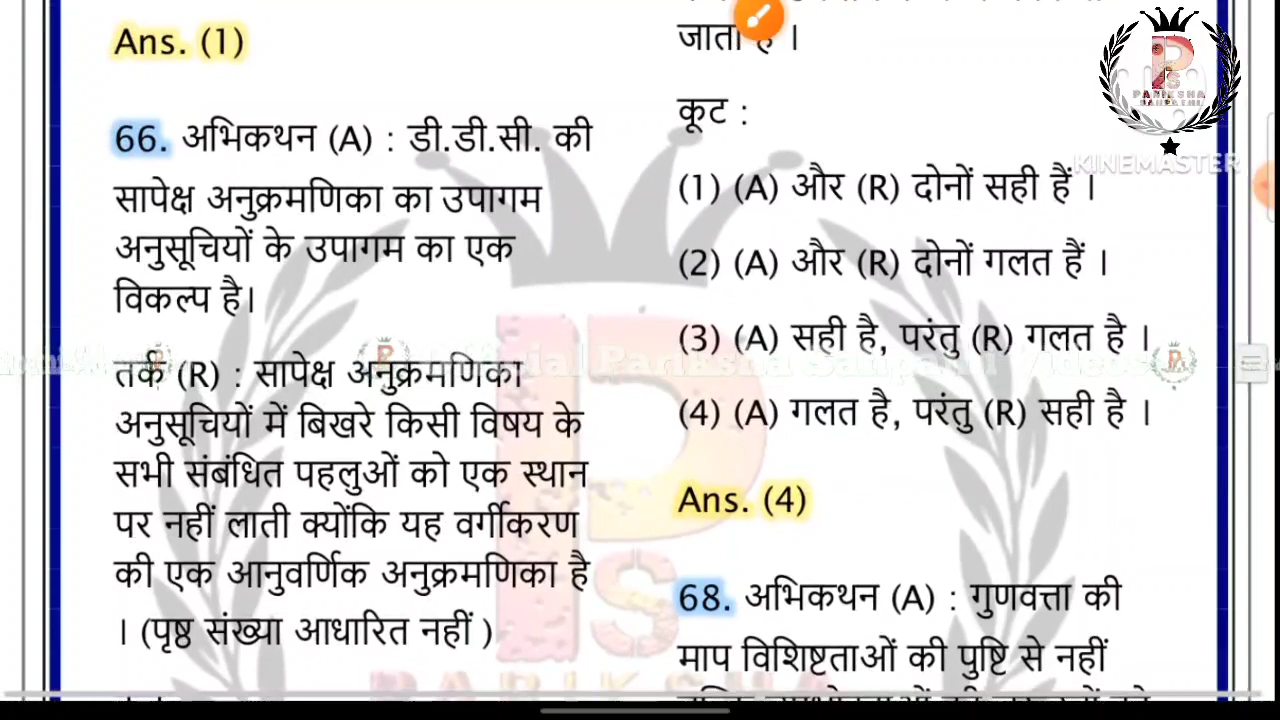 Ans. (1)
66. अभिकथन (A) : डी.डी.सी. की
सापेक्ष अनुक्रमणिका का उपागम
अनुसूचियों के उपागम का एक
विकल्प है।
तर्क (R) : सापेक्ष अनुक्रमणिका
अनुसूचियों में बिखरे किसी विषय के
सभी संबंधित पहलुओं को एक स्थान
पर नहीं लाती क्योंकि यह वर्गीकरण
की एक आनुवर्णिक अनुक्रमणिका है
। (पृष्ठ संख्या आधारित नहीं )
जाता है ।
कूट :
(1) (A) और (R) दोनों सही हैं ।
(2) (A) और (R) दोनों गलत हैं ।
(3) (A) सही है, परंतु (R) गलत है ।
(4) (A) गलत है, परंतु (R) सही है ।
Ans. (4)
68. अभिकथन (A) : गुणवत्ता की
माप विशिष्टताओं की पुष्टि से नहीं
KINEMASTER
PARIKSHA